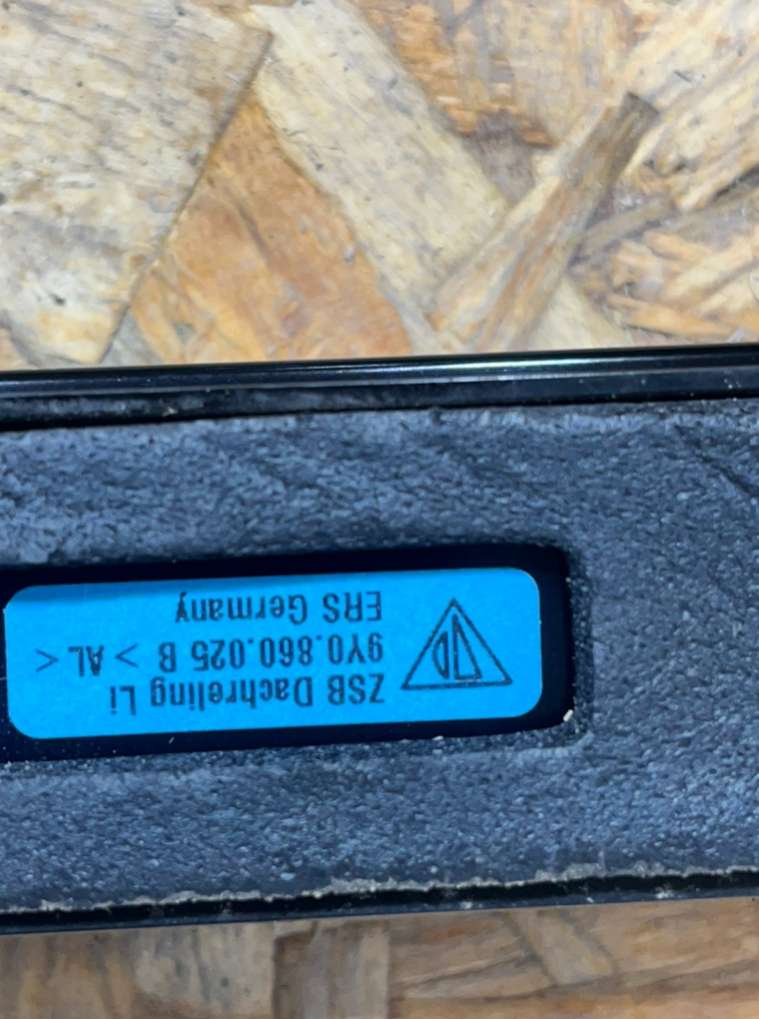 ZSB Dachreling Li
9Y0.860.025 B > AL <
ERS Germany